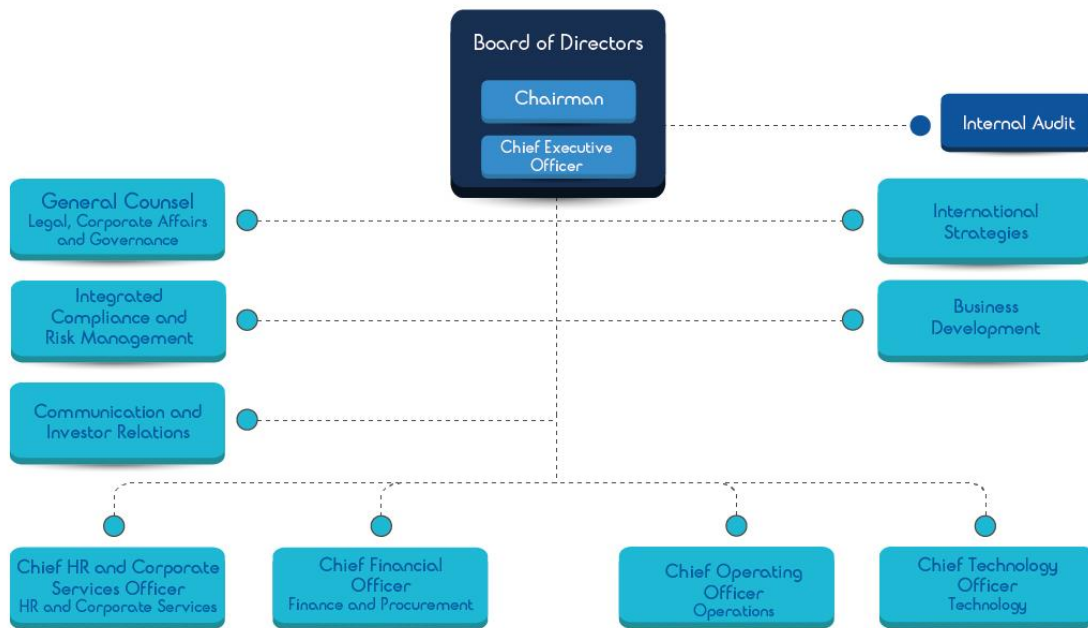 Board of Directors
Chairman
Chief Executive
Officer
Internal Audit
General Counsel
Legal, Corporate Affairs
and Governance
International
Strategies
Integrated
Compliance and
Risk Management
Business
Development
Communication and
Investor Relations
Chief HR and Corporate
Services Officer
HR and Corporate Services
Chief Financial
Officer
Finance and Procurement
Chief Operating
Officer
Operations
Chief Technology
Officer
Technology